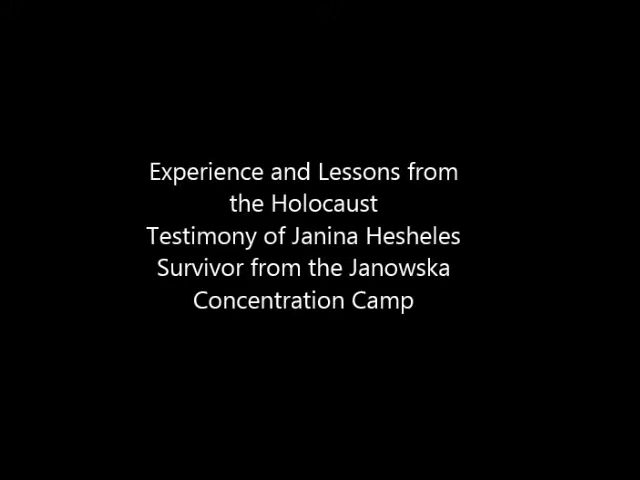 Experience and Lessons from
the Holocaust
Testimony of Janina Hesheles
Survivor from the Janowska
Concentration Camp